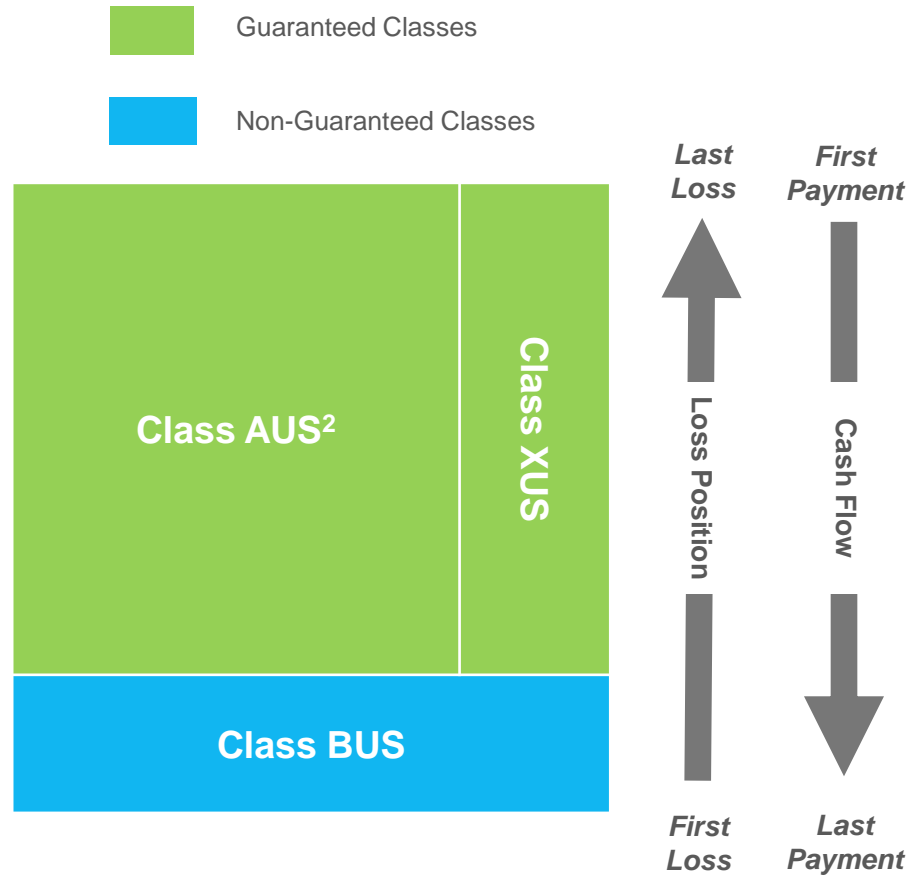 Guaranteed Classes
Non-Guaranteed Classes
Last
Loss
First
Payment
Class AUS²
Class XUS
Loss Position
Cash Flow
Class BUS
First
Loss
Last
Payment